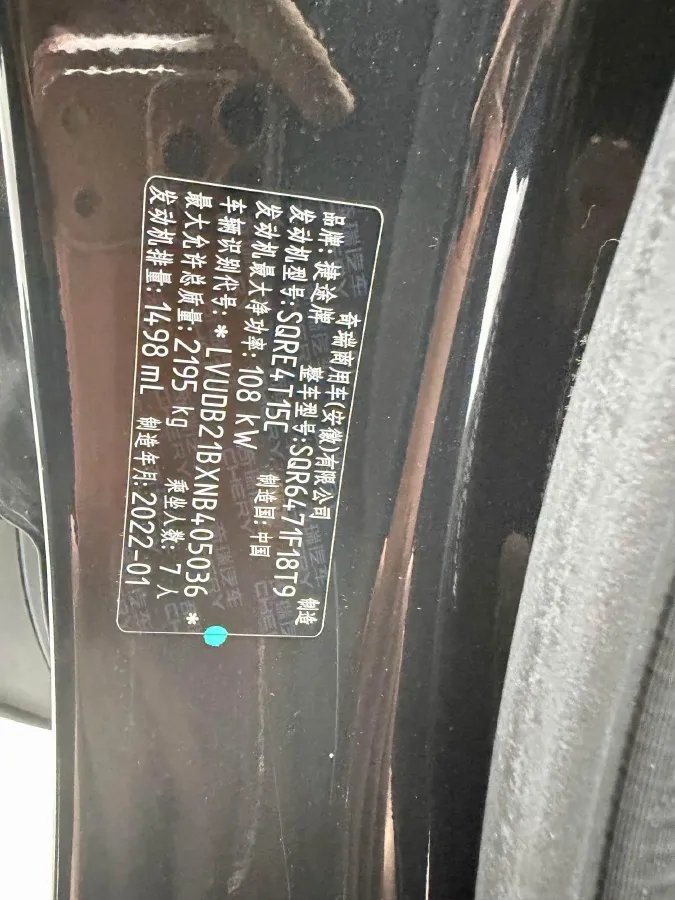 奇瑞商用车(安徽)有限公司 制造
品牌: 捷途牌 整车型号:SQR6471F18T9
发动机型号: SQRE4T15C 制造国: 中国
发动机最大净功率: 108 kW
车辆识别代号: *LVUDB21BXNB405036*
最大允许总质量: 2195 kg 乘坐人数: 7 人
发动机排量: 1498 mL 制造年月: 2022-01